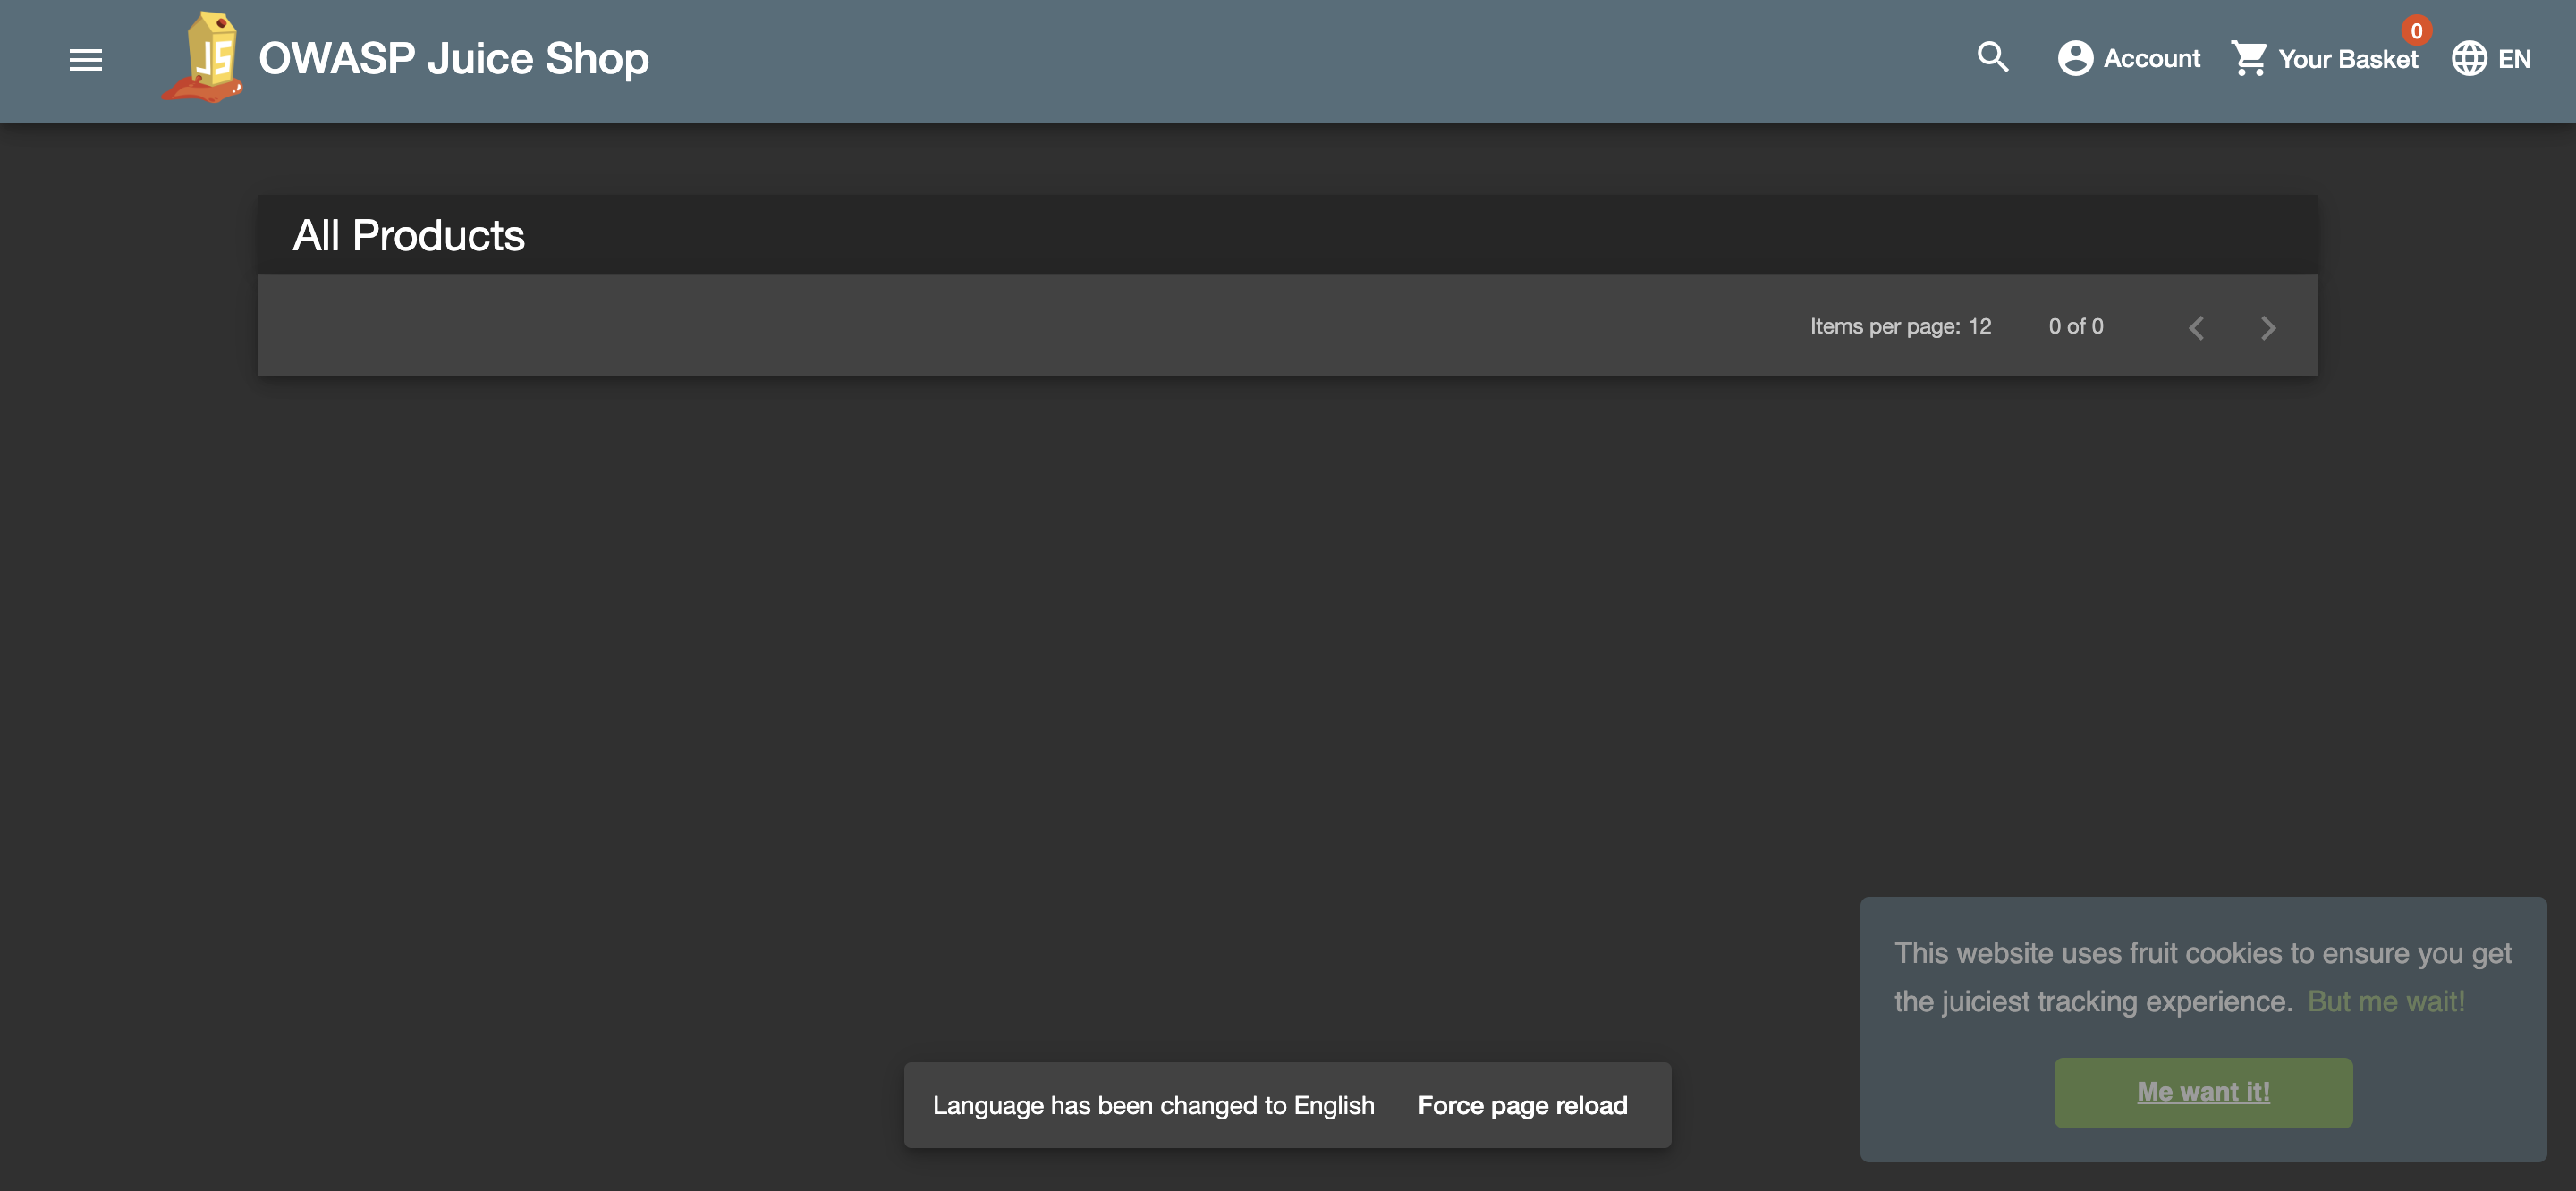 JS
OWASP Juice Shop
Account
Your Basket
0
EN
All Products
Items per page: 12
0 of 0
This website uses fruit cookies to ensure you get
the juiciest tracking experience. But me wait!
Me want it!
Language has been changed to English
Force page reload